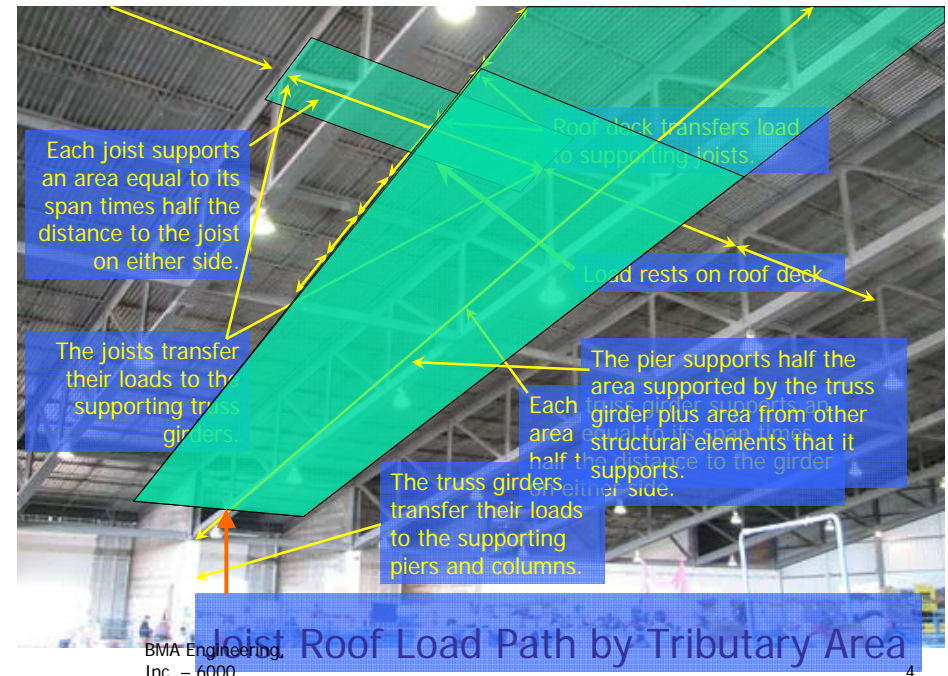 Roof deck transfers load
to supporting joists.
Each joist supports
an area equal to its
span times half the
distance to the joist
on either side.
Load rests on roof deck
The joists transfer
their loads to the
supporting truss
girders.
The pier supports half the
area supported by the truss
girder plus area from other
structural elements that it
supports.
Each truss girder supports an
area equal to its span times
half the distance to the girder
on either side.
The truss girders
transfer their loads
to the supporting
piers and columns.
Joist Roof Load Path by Tributary Area
BMA Engineering,
Inc. – 6000
4